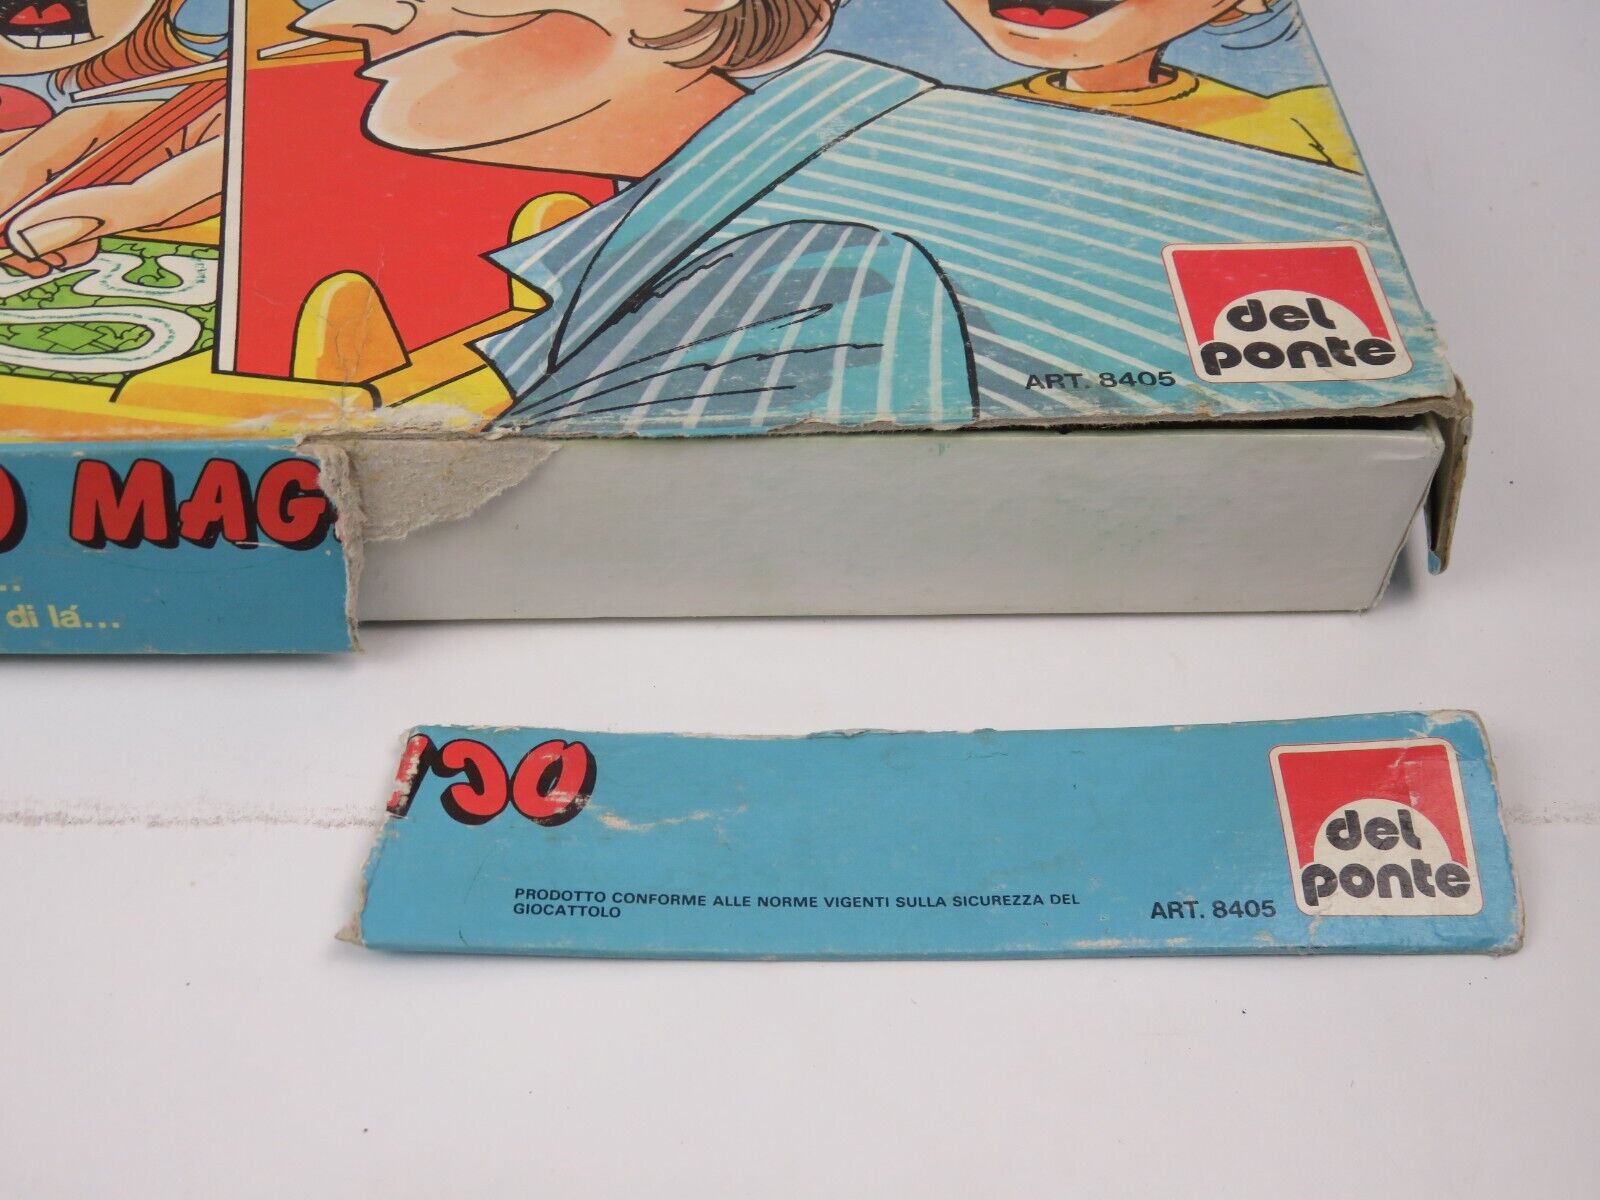 del
ponte
ART. 8405
MAG
...
di lá...
del
ponte
PRODOTTO CONFORME ALLE NORME VIGENTI SULLA SICUREZZA DEL
GIOCATTOLO
ART. 8405